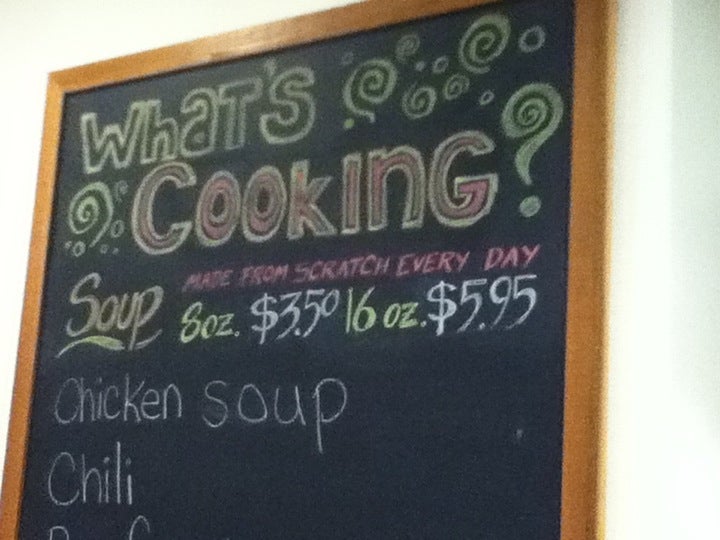 What's
Cooking?
Soup MADE FROM SCRATCH EVERY DAY
8oz. $3.50 16 oz. $5.95
Chicken soup
Chili